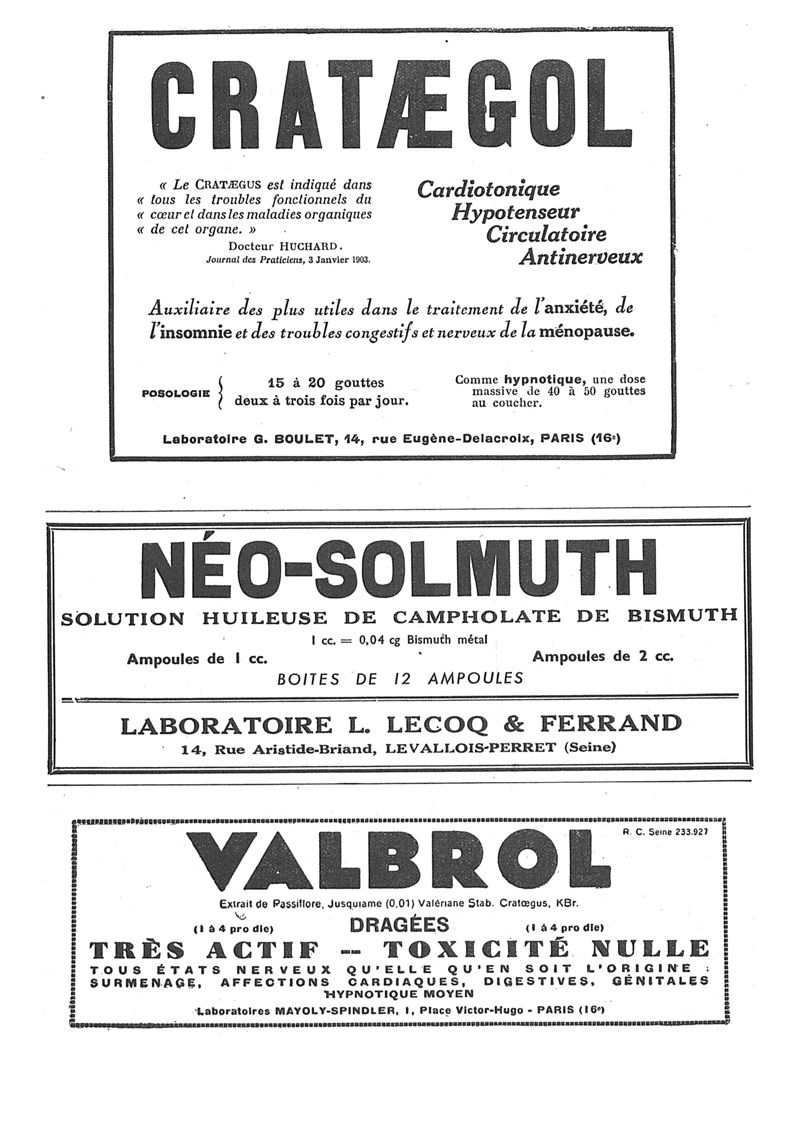 CRATÆGOL
« Le CRATÆGUS est indiqué dans
« tous les troubles fonctionnels du
« cœur et dans les maladies organiques
« de cet organe. »
Docteur HUCHARD.
Journal des Praticiens, 3 Janvier 1903.
Cardiotonique
Hypotenseur
Circulatoire
Antinerveux
Auxiliaire des plus utiles dans le traitement de l'anxiété, de
l'insomnie et des troubles congestifs et nerveux de la ménopause.
POSOLOGIE { 15 à 20 gouttes
deux à trois fois par jour.
Comme hypnotique, une dose
massive de 40 à 50 gouttes
au coucher.
Laboratoire G. BOULET, 14, rue Eugène-Delacroix, PARIS (16e)
NÉO-SOLMUTH
SOLUTION HUILEUSE DE CAMPHOLATE DE BISMUTH
1 cc. = 0,04 cg Bismuth métal
Ampoules de 1 cc. Ampoules de 2 cc.
BOITES DE 12 AMPOULES
LABORATOIRE L. LECOQ & FERRAND
14, Rue Aristide-Briand, LEVALLOIS-PERRET (Seine)
R. C. Seine 233.927
VALBROL
Extrait de Passiflore, Jusquiame (0,01) Valériane Stab. Cratœgus, KBr.
(1 à 4 pro die) DRAGÉES (1 à 4 pro die)
TRÈS ACTIF -- TOXICITÉ NULLE
TOUS ÉTATS NERVEUX QU'ELLE QU'EN SOIT L'ORIGINE :
SURMENAGE, AFFECTIONS CARDIAQUES, DIGESTIVES, GÉNITALES
HYPNOTIQUE MOYEN
Laboratoires MAYOLY-SPINDLER, 1, Place Victor-Hugo - PARIS (16e)